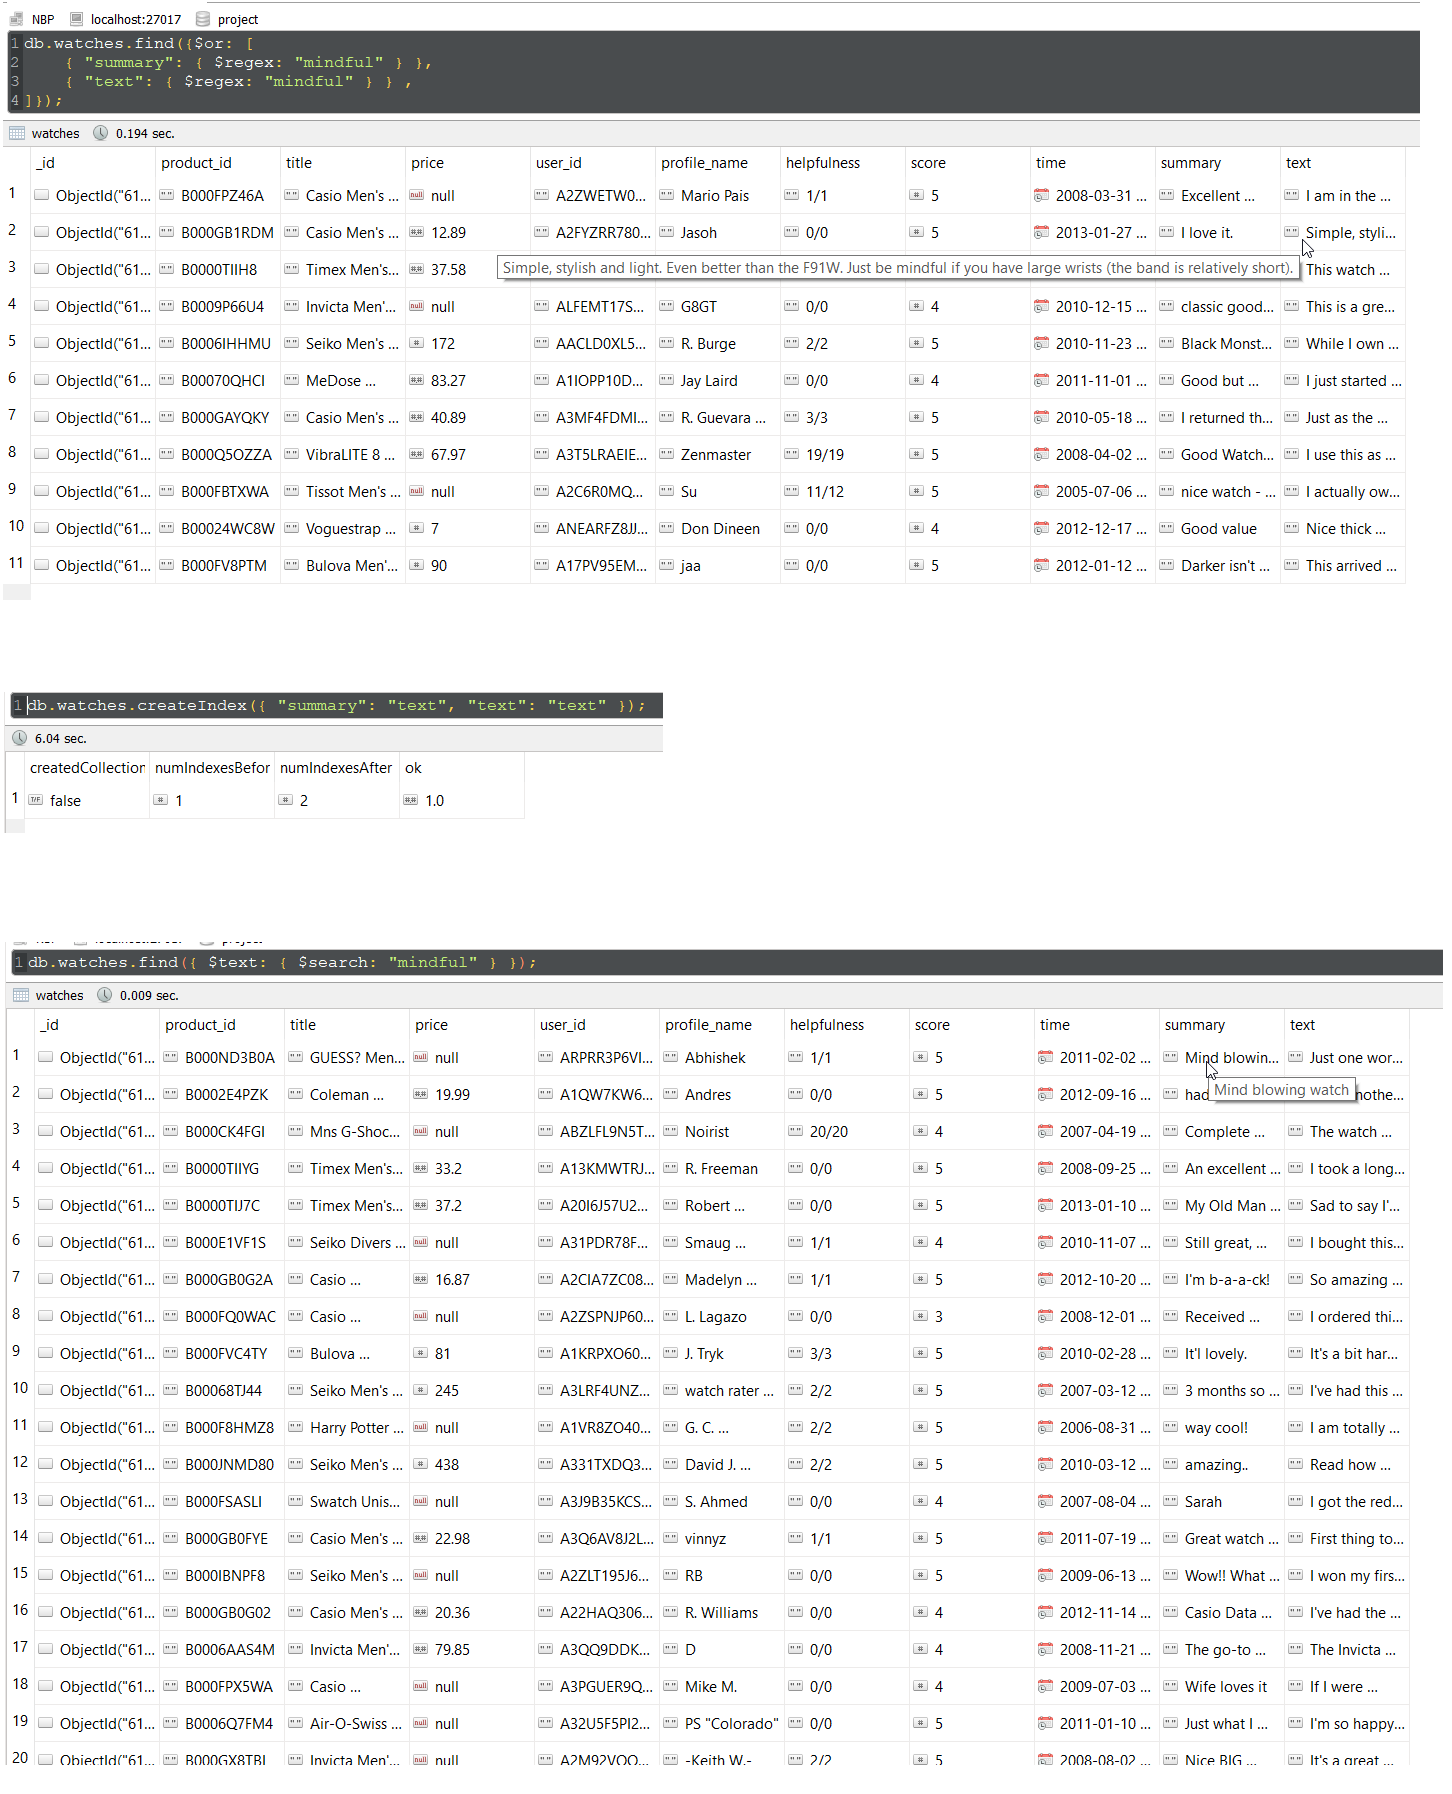 NBP localhost:27017 project
1 db.watches.find({$or: [
2 { "summary": { $regex: "mindful" } },
3 { "text": { $regex: "mindful" } } ,
4 ]});
watches 0.194 sec.
_id product_id title price user_id profile_name helpfulness score time summary text
1 ObjectId("61... B000FPZ46A Casio Men's ... null A2ZWETW0... Mario Pais 1/1 5 2008-03-31 ... Excellent ... I am in the ...
2 ObjectId("61... B000GB1RDM Casio Men's ... 12.89 A2FYZRR780... Jasoh 0/0 5 2013-01-27 ... I love it. Simple, styli...
3 ObjectId("61... B0000TIIH8 Timex Men's... 37.58 Simple, stylish and light. Even better than the F91W. Just be mindful if you have large wrists (the band is relatively short). This watch ...
4 ObjectId("61... B0009P66U4 Invicta Men'... null ALFEMT17S... G8GT 0/0 4 2010-12-15 ... classic good... This is a gre...
5 ObjectId("61... B0006IHHMU Seiko Men's ... 172 AACLD0XL5... R. Burge 2/2 5 2010-11-23 ... Black Monst... While I own ...
6 ObjectId("61... B00070QHCI MeDose ... 83.27 A1IOPP10D... Jay Laird 0/0 4 2011-11-01 ... Good but ... I just started ...
7 ObjectId("61... B000GAYQKY Casio Men's ... 40.89 A3MF4FDMI... R. Guevara ... 3/3 5 2010-05-18 ... I returned th... Just as the ...
8 ObjectId("61... B000Q5OZZA VibraLITE 8 ... 67.97 A3T5LRAEIE... Zenmaster 19/19 5 2008-04-02 ... Good Watch... I use this as ...
9 ObjectId("61... B000FBTXWA Tissot Men's ... null A2C6R0MQ... Su 11/12 5 2005-07-06 ... nice watch - ... I actually ow...
10 ObjectId("61... B00024WC8W Voguestrap ... 7 ANEARFZ8JJ... Don Dineen 0/0 4 2012-12-17 ... Good value Nice thick ...
11 ObjectId("61... B000FV8PTM Bulova Men'... 90 A17PV95EM... jaa 0/0 5 2012-01-12 ... Darker isn't ... This arrived ...
1 db.watches.createIndex({ "summary": "text", "text": "text" });
6.04 sec.
createdCollection numIndexesBefor numIndexesAfter ok
1 false 1 2 1.0
1 db.watches.find({ $text: { $search: "mindful" } });
watches 0.009 sec.
_id product_id title price user_id profile_name helpfulness score time summary text
1 ObjectId("61... B000ND3B0A GUESS? Men... null ARPRR3P6VI... Abhishek 1/1 5 2011-02-02 ... Mind blowin... Just one wor...
Mind blowing watch
2 ObjectId("61... B0002E4PZK Coleman ... 19.99 A1QW7KW6... Andres 0/0 5 2012-09-16 ... had nothe...
3 ObjectId("61... B000CK4FGI Mns G-Shoc... null ABZLFL9N5T... Noirist 20/20 4 2007-04-19 ... Complete ... The watch ...
4 ObjectId("61... B0000TIIYG Timex Men's... 33.2 A13KMWTRJ... R. Freeman 0/0 5 2008-09-25 ... An excellent ... I took a long...
5 ObjectId("61... B0000TIJ7C Timex Men's... 37.2 A20I6J57U2... Robert ... 0/0 5 2013-01-10 ... My Old Man ... Sad to say I'...
6 ObjectId("61... B000E1VF1S Seiko Divers ... null A31PDR78F... Smaug ... 1/1 4 2010-11-07 ... Still great, ... I bought this...
7 ObjectId("61... B000GB0G2A Casio ... 16.87 A2CIA7ZC08... Madelyn ... 1/1 5 2012-10-20 ... I'm b-a-a-ck! So amazing ...
8 ObjectId("61... B000FQ0WAC Casio ... null A2ZSPNJP60... L. Lagazo 0/0 3 2008-12-01 ... Received ... I ordered thi...
9 ObjectId("61... B000FVC4TY Bulova ... 81 A1KRPXO60... J. Tryk 3/3 5 2010-02-28 ... It'l lovely. It's a bit har...
10 ObjectId("61... B00068TJ44 Seiko Men's ... 245 A3LRF4UNZ... watch rater ... 2/2 5 2007-03-12 ... 3 months so ... I've had this ...
11 ObjectId("61... B000F8HMZ8 Harry Potter ... null A1VR8ZO40... G. C. ... 2/2 5 2006-08-31 ... way cool! I am totally ...
12 ObjectId("61... B000JNMD80 Seiko Men's ... 438 A331TXDQ3... David J. ... 2/2 5 2010-03-12 ... amazing.. Read how ...
13 ObjectId("61... B000FSASLI Swatch Unis... null A3J9B35KCS... S. Ahmed 0/0 4 2007-08-04 ... Sarah I got the red...
14 ObjectId("61... B000GB0FYE Casio Men's ... 22.98 A3Q6AV8J2L... vinnyz 1/1 5 2011-07-19 ... Great watch ... First thing to...
15 ObjectId("61... B000IBNPF8 Seiko Men's ... null A2ZLT195J6... RB 0/0 5 2009-06-13 ... Wow!! What ... I won my firs...
16 ObjectId("61... B000GB0G02 Casio Men's ... 20.36 A22HAQ306... R. Williams 0/0 4 2012-11-14 ... Casio Data ... I've had the ...
17 ObjectId("61... B0006AAS4M Invicta Men'... 79.85 A3QQ9DDK... D 0/0 4 2008-11-21 ... The go-to ... The Invicta ...
18 ObjectId("61... B000FPX5WA Casio ... null A3PGUER9Q... Mike M. 0/0 4 2009-07-03 ... Wife loves it If I were ...
19 ObjectId("61... B0006Q7FM4 Air-O-Swiss ... null A32U5F5PI2... PS "Colorado" 0/0 5 2011-01-10 ... Just what I ... I'm so happy...
20 ObjectId("61... B000GX8TBI Invicta Men'... null A2M92VOO... -Keith W.- 2/2 5 2008-08-02 ... Nice BIG ... It's a great ...